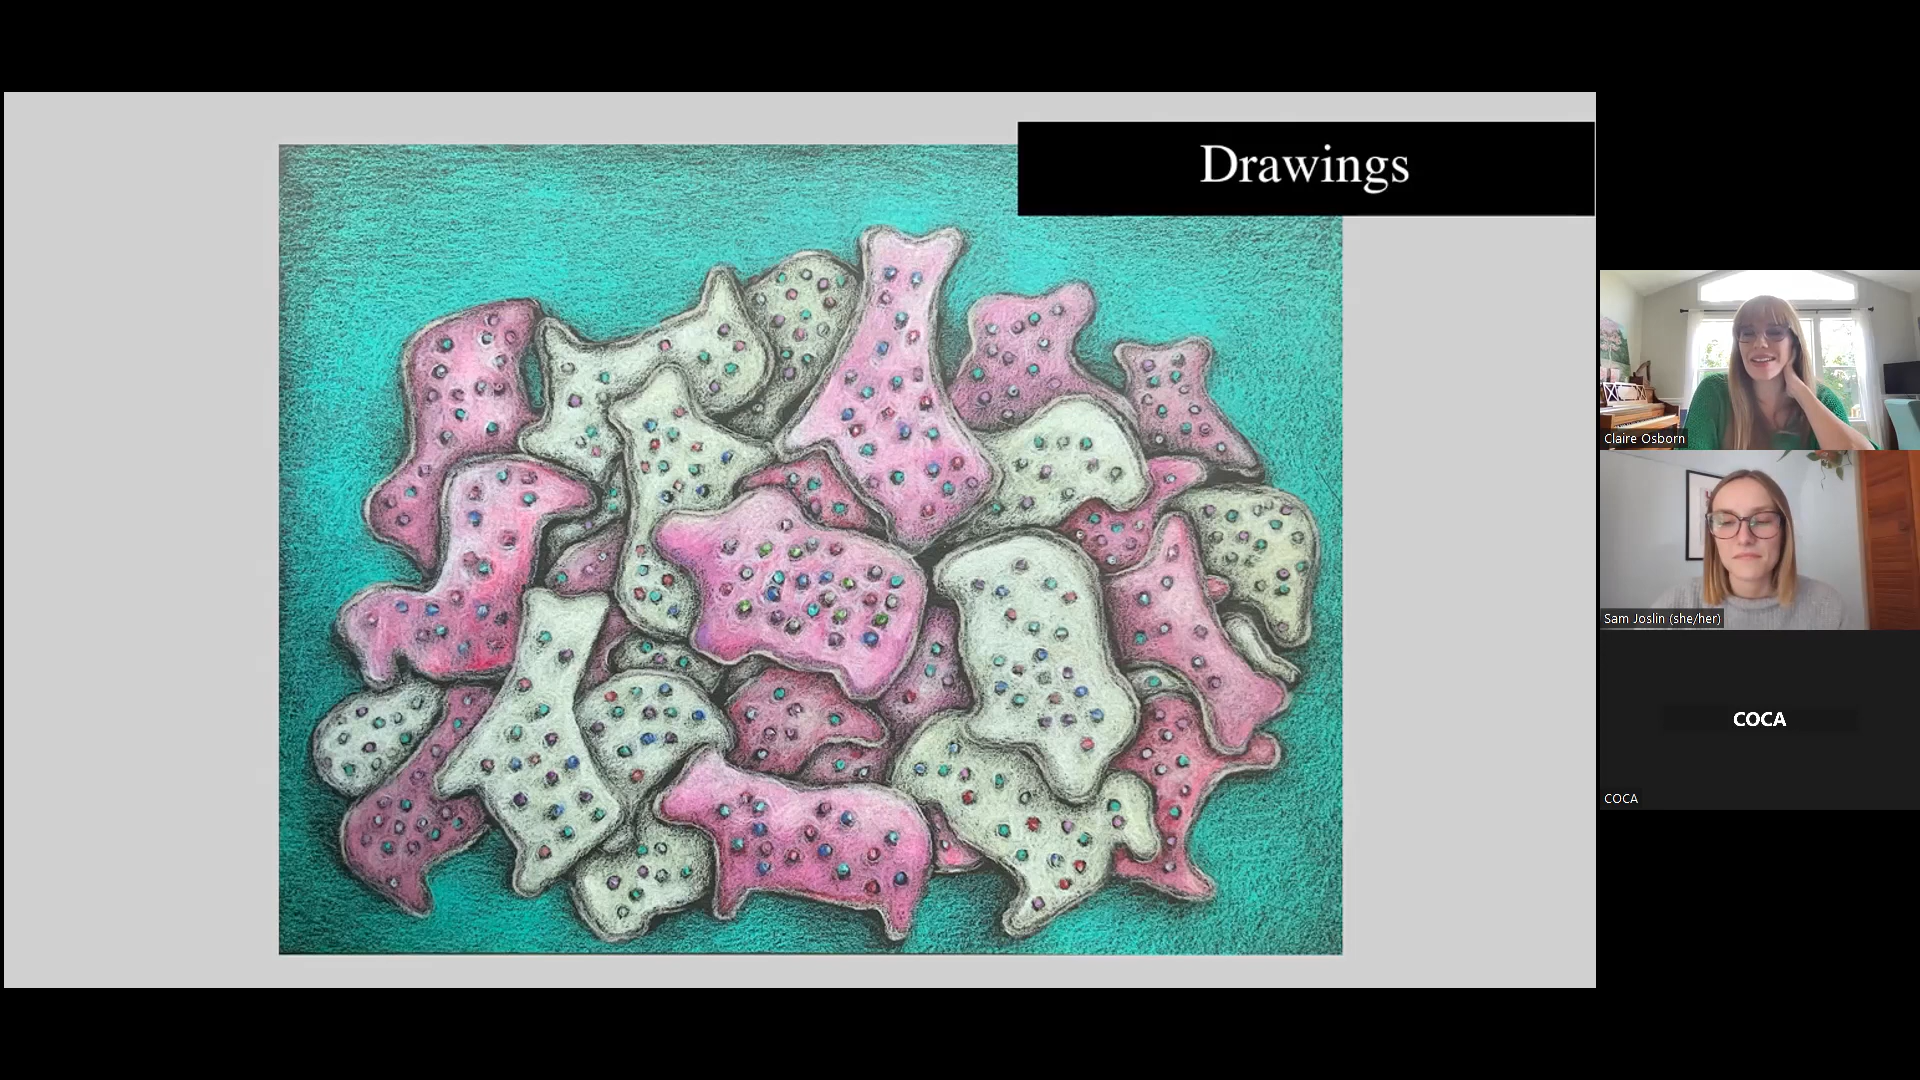 Drawings
Claire Osborn
Sam Joslin (she/her)
COCA
COCA